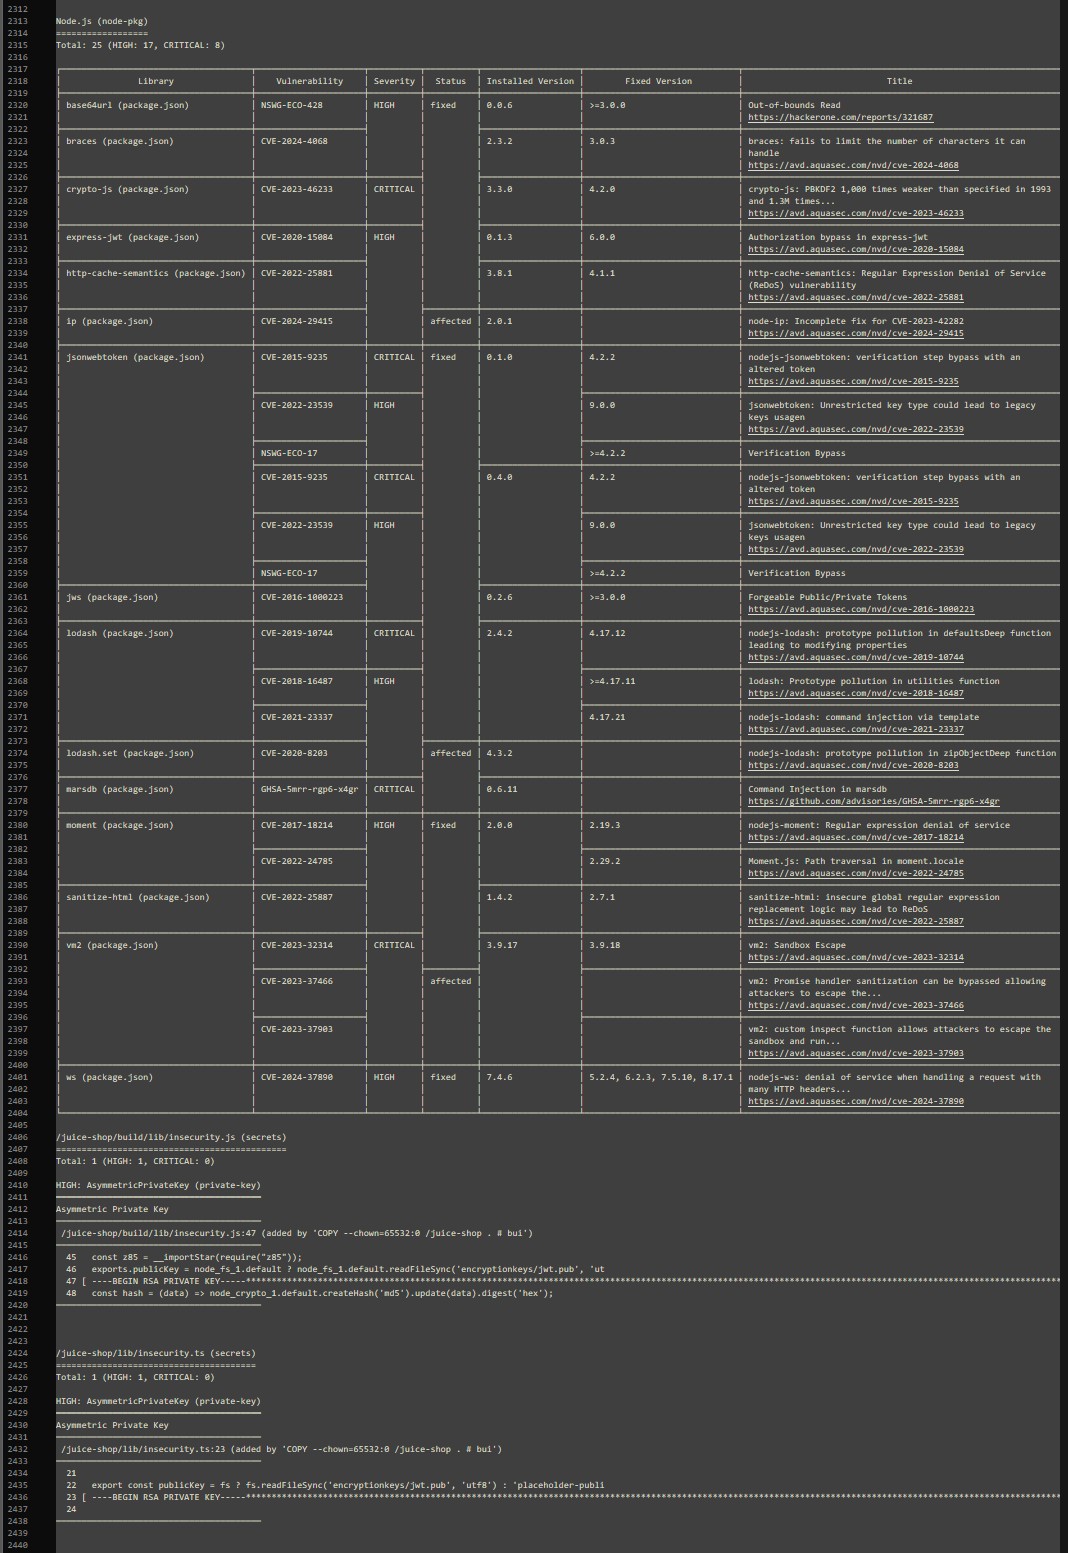 2312
2313 Node.js (node-pkg)
2314 ==================
2315 Total: 25 (HIGH: 17, CRITICAL: 8)
2316
2317
2318 Library Vulnerability Severity Status Installed Version Fixed Version Title
2319
2320 base64url (package.json) NSWG-ECO-428 HIGH fixed 0.0.6 >=3.0.0 Out-of-bounds Read
2321 https://hackerone.com/reports/321687
2322
2323 braces (package.json) CVE-2024-4068 2.3.2 3.0.3 braces: fails to limit the number of characters it can
2324 handle
2325 https://avd.aquasec.com/nvd/cve-2024-4068
2326
2327 crypto-js (package.json) CVE-2023-46233 CRITICAL 3.3.0 4.2.0 crypto-js: PBKDF2 1,000 times weaker than specified in 1993
2328 and 1.3M times...
2329 https://avd.aquasec.com/nvd/cve-2023-46233
2330
2331 express-jwt (package.json) CVE-2020-15084 HIGH 0.1.3 6.0.0 Authorization bypass in express-jwt
2332 https://avd.aquasec.com/nvd/cve-2020-15084
2333
2334 http-cache-semantics (package.json) CVE-2022-25881 3.8.1 4.1.1 http-cache-semantics: Regular Expression Denial of Service
2335 (ReDoS) vulnerability
2336 https://avd.aquasec.com/nvd/cve-2022-25881
2337
2338 ip (package.json) CVE-2024-29415 affected 2.0.1 node-ip: Incomplete fix for CVE-2023-42282
2339 https://avd.aquasec.com/nvd/cve-2024-29415
2340
2341 jsonwebtoken (package.json) CVE-2015-9235 CRITICAL fixed 0.1.0 4.2.2 nodejs-jsonwebtoken: verification step bypass with an
2342 altered token
2343 https://avd.aquasec.com/nvd/cve-2015-9235
2344
2345 CVE-2022-23539 HIGH 9.0.0 jsonwebtoken: Unrestricted key type could lead to legacy
2346 keys usagen
2347 https://avd.aquasec.com/nvd/cve-2022-23539
2348
2349 NSWG-ECO-17 >=4.2.2 Verification Bypass
2350
2351 CVE-2015-9235 CRITICAL 0.4.0 4.2.2 nodejs-jsonwebtoken: verification step bypass with an
2352 altered token
2353 https://avd.aquasec.com/nvd/cve-2015-9235
2354
2355 CVE-2022-23539 HIGH 9.0.0 jsonwebtoken: Unrestricted key type could lead to legacy
2356 keys usagen
2357 https://avd.aquasec.com/nvd/cve-2022-23539
2358
2359 NSWG-ECO-17 >=4.2.2 Verification Bypass
2360
2361 jws (package.json) CVE-2016-1000223 0.2.6 >=3.0.0 Forgeable Public/Private Tokens
2362 https://avd.aquasec.com/nvd/cve-2016-1000223
2363
2364 lodash (package.json) CVE-2019-10744 CRITICAL 2.4.2 4.17.12 nodejs-lodash: prototype pollution in defaultsDeep function
2365 leading to modifying properties
2366 https://avd.aquasec.com/nvd/cve-2019-10744
2367
2368 CVE-2018-16487 HIGH >=4.17.11 lodash: Prototype pollution in utilities function
2369 https://avd.aquasec.com/nvd/cve-2018-16487
2370
2371 CVE-2021-23337 4.17.21 nodejs-lodash: command injection via template
2372 https://avd.aquasec.com/nvd/cve-2021-23337
2373
2374 lodash.set (package.json) CVE-2020-8203 affected 4.3.2 nodejs-lodash: prototype pollution in zipObjectDeep function
2375 https://avd.aquasec.com/nvd/cve-2020-8203
2376
2377 marsdb (package.json) GHSA-5mrr-rgp6-x4gr CRITICAL 0.6.11 Command Injection in marsdb
2378 https://github.com/advisories/GHSA-5mrr-rgp6-x4gr
2379
2380 moment (package.json) CVE-2017-18214 HIGH fixed 2.0.0 2.19.3 nodejs-moment: Regular expression denial of service
2381 https://avd.aquasec.com/nvd/cve-2017-18214
2382
2383 CVE-2022-24785 2.29.2 Moment.js: Path traversal in moment.locale
2384 https://avd.aquasec.com/nvd/cve-2022-24785
2385
2386 sanitize-html (package.json) CVE-2022-25887 1.4.2 2.7.1 sanitize-html: insecure global regular expression
2387 replacement logic may lead to ReDoS
2388 https://avd.aquasec.com/nvd/cve-2022-25887
2389
2390 vm2 (package.json) CVE-2023-32314 CRITICAL 3.9.17 3.9.18 vm2: Sandbox Escape
2391 https://avd.aquasec.com/nvd/cve-2023-32314
2392
2393 CVE-2023-37466 affected vm2: Promise handler sanitization can be bypassed allowing
2394 attackers to escape the...
2395 https://avd.aquasec.com/nvd/cve-2023-37466
2396
2397 CVE-2023-37903 vm2: custom inspect function allows attackers to escape the
2398 sandbox and run...
2399 https://avd.aquasec.com/nvd/cve-2023-37903
2400
2401 ws (package.json) CVE-2024-37890 HIGH fixed 7.4.6 5.2.4, 6.2.3, 7.5.10, 8.17.1 nodejs-ws: denial of service when handling a request with
2402 many HTTP headers...
2403 https://avd.aquasec.com/nvd/cve-2024-37890
2404
2405
2406 /juice-shop/build/lib/insecurity.js (secrets)
2407 =============================================
2408 Total: 1 (HIGH: 1, CRITICAL: 0)
2409
2410 HIGH: AsymmetricPrivateKey (private-key)
2411
2412 Asymmetric Private Key
2413
2414 /juice-shop/build/lib/insecurity.js:47 (added by 'COPY --chown=65532:0 /juice-shop . # bui')
2415
2416 45 const z85 = __importStar(require("z85"));
2417 46 exports.publicKey = node_fs_1.default ? node_fs_1.default.readFileSync('encryptionkeys/jwt.pub', 'ut
2418 47 [ ----BEGIN RSA PRIVATE KEY-----****************************************************************
2419 48 const hash = (data) => node_crypto_1.default.createHash('md5').update(data).digest('hex');
2420
2421
2422
2423
2424 /juice-shop/lib/insecurity.ts (secrets)
2425 =======================================
2426 Total: 1 (HIGH: 1, CRITICAL: 0)
2427
2428 HIGH: AsymmetricPrivateKey (private-key)
2429
2430 Asymmetric Private Key
2431
2432 /juice-shop/lib/insecurity.ts:23 (added by 'COPY --chown=65532:0 /juice-shop . # bui')
2433
2434 21
2435 22 export const publicKey = fs ? fs.readFileSync('encryptionkeys/jwt.pub', 'utf8') : 'placeholder-publi
2436 23 [ ----BEGIN RSA PRIVATE KEY-----****************************************************************
2437 24
2438
2439
2440